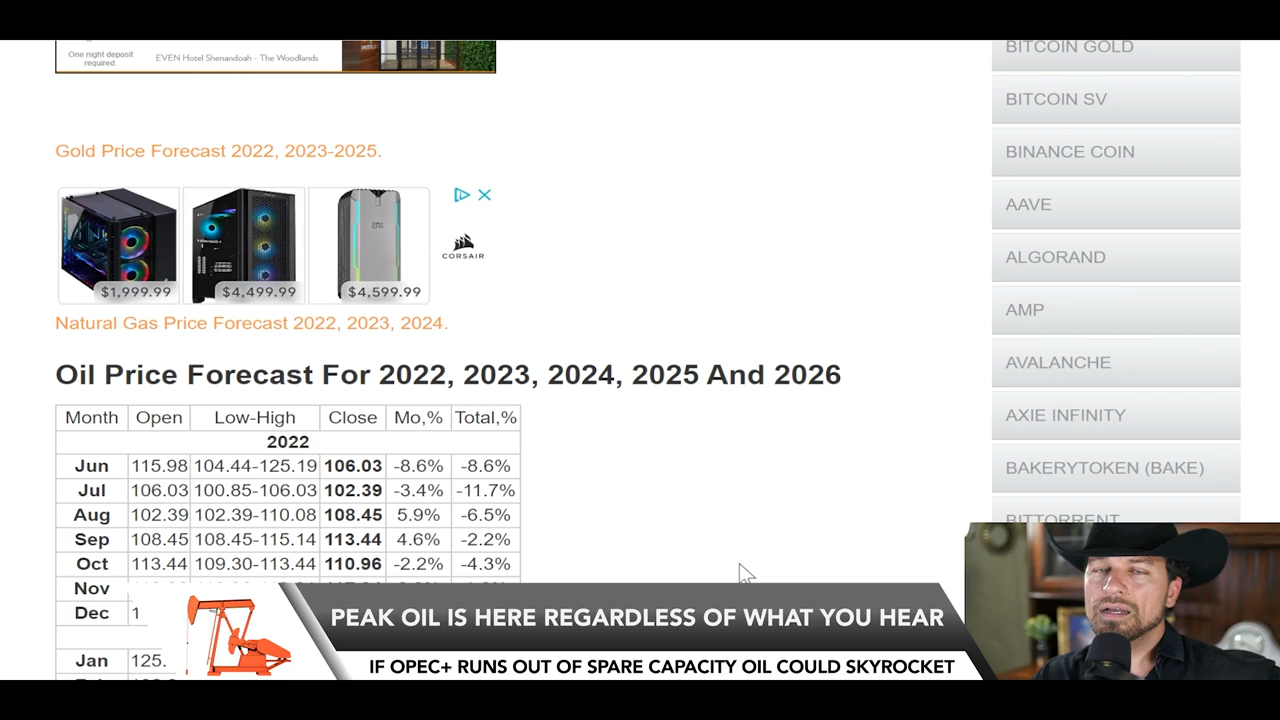 One night deposit
required
EVEN Hotel Shenandoah - The Woodlands
BITCOIN GOLD
BITCOIN SV
BINANCE COIN
AAVE
ALGORAND
AMP
AVALANCHE
AXIE INFINITY
BAKERYTOKEN (BAKE)
BITTORRENT
Gold Price Forecast 2022, 2023-2025.
$1,999.99 $4,499.99 $4,599.99
CORSAIR
Natural Gas Price Forecast 2022, 2023, 2024.
Oil Price Forecast For 2022, 2023, 2024, 2025 And 2026
Month Open Low-High Close Mo,% Total,%
2022
Jun 115.98 104.44-125.19 106.03 -8.6% -8.6%
Jul 106.03 100.85-106.03 102.39 -3.4% -11.7%
Aug 102.39 102.39-110.08 108.45 5.9% -6.5%
Sep 108.45 108.45-115.14 113.44 4.6% -2.2%
Oct 113.44 109.30-113.44 110.96 -2.2% -4.3%
Nov
Dec 1
Jan 125.
PEAK OIL IS HERE REGARDLESS OF WHAT YOU HEAR
IF OPEC+ RUNS OUT OF SPARE CAPACITY OIL COULD SKYROCKET